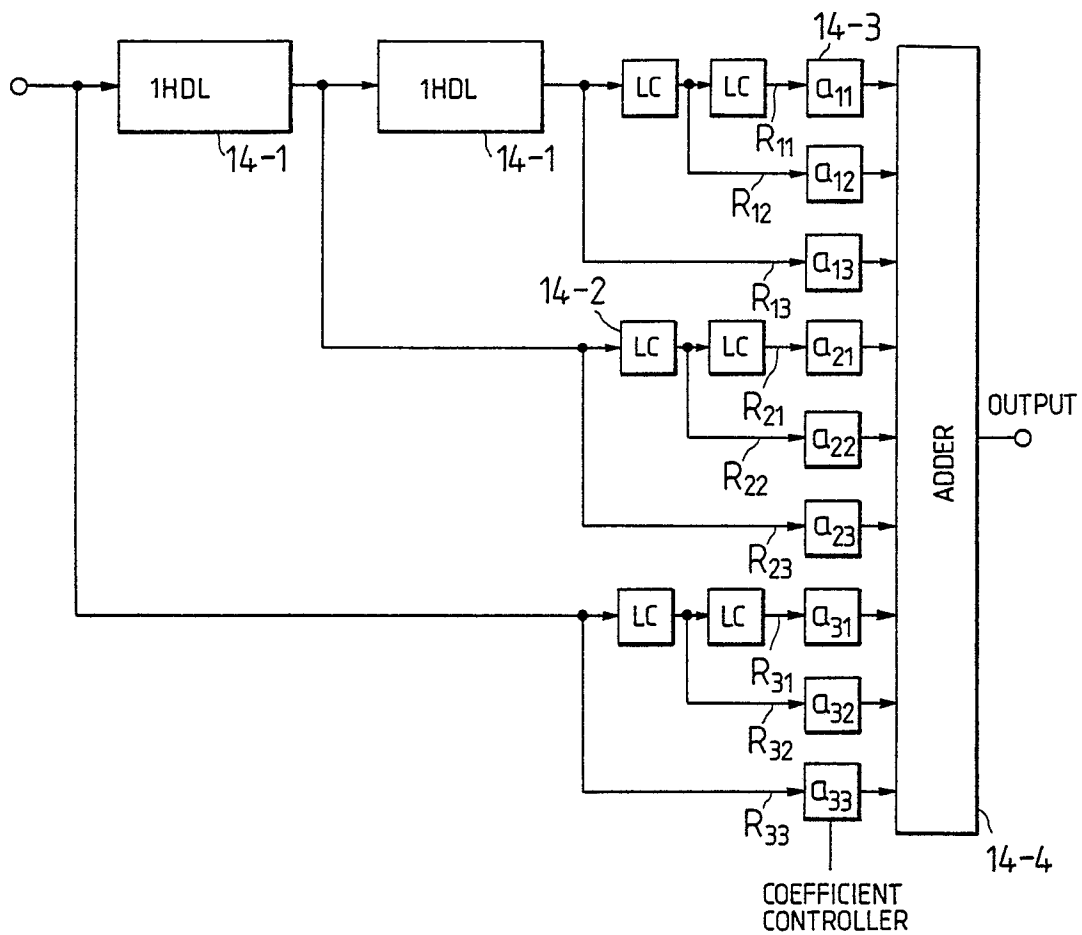 14-3
1HDL
1HDL
LC
LC
a11
14-1
14-1
R11
a12
R12
a13
R13
14-2
LC
LC
a21
R21
OUTPUT
a22
R22
ADDER
a23
R23
LC
LC
a31
R31
a32
R32
a33
R33
14-4
COEFFICIENT
CONTROLLER